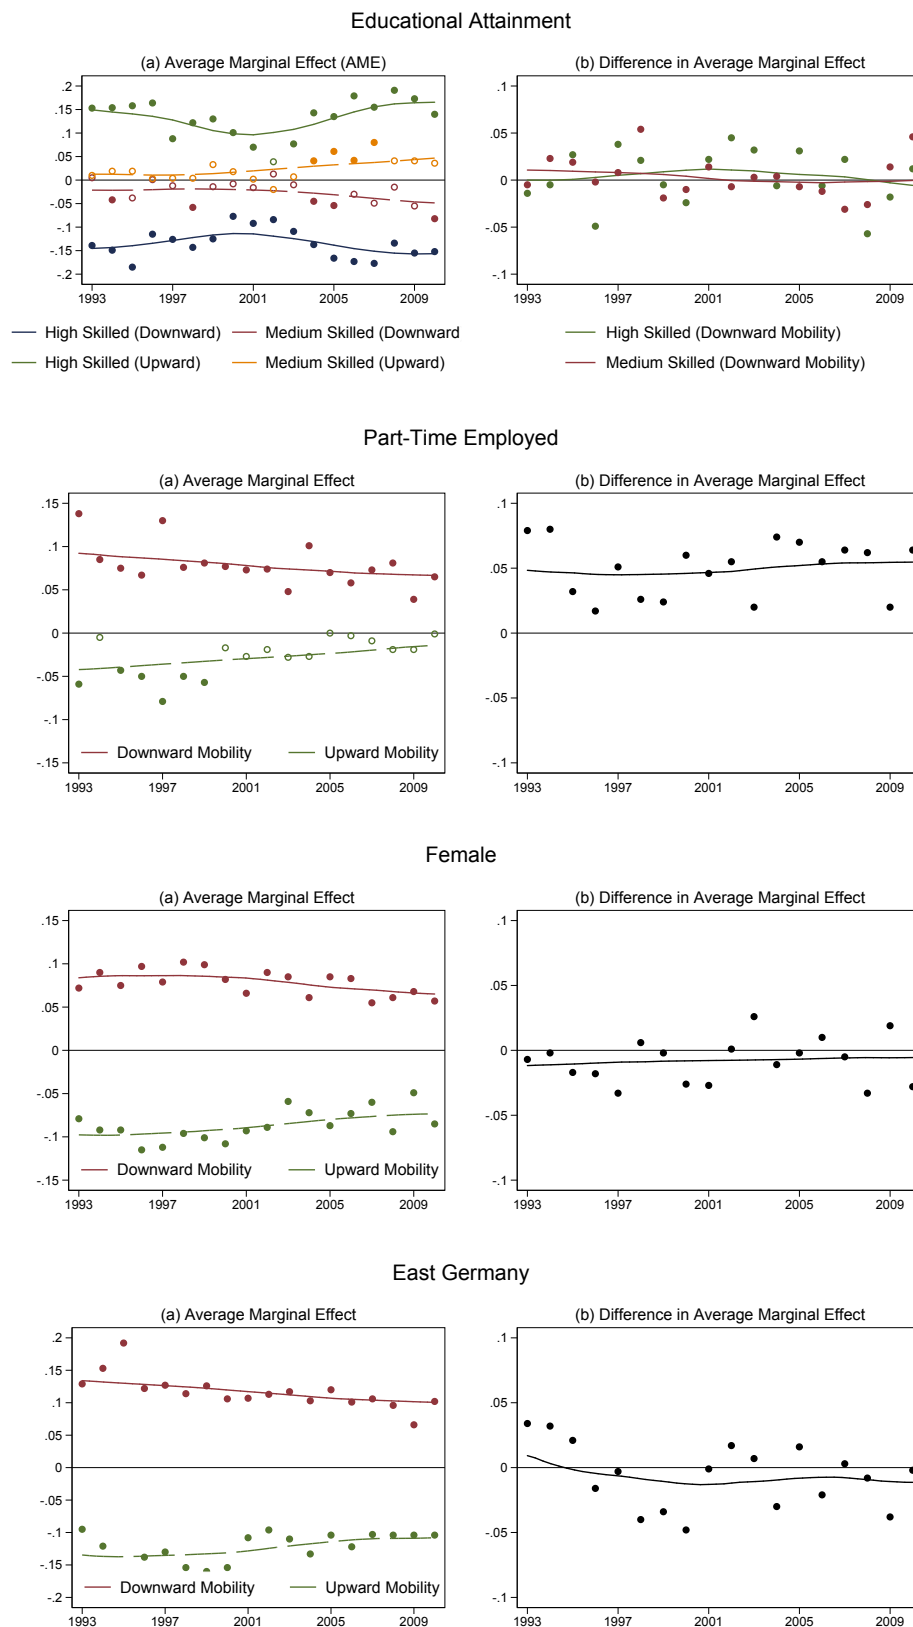 Educational Attainment
(a) Average Marginal Effect (AME)
(b) Difference in Average Marginal Effect
.2
.15
.1
.05
0
-.05
-.1
-.15
-.2
1993 1997 2001 2005 2009
.1
.05
0
-.05
-.1
1993 1997 2001 2005 2009
High Skilled (Downward) Medium Skilled (Downward
High Skilled (Upward) Medium Skilled (Upward)
High Skilled (Downward Mobility)
Medium Skilled (Downward Mobility)
Part-Time Employed
(a) Average Marginal Effect
(b) Difference in Average Marginal Effect
.15
.1
.05
0
-.05
-.1
-.15
Downward Mobility Upward Mobility
1993 1997 2001 2005 2009
.1
.05
0
-.05
-.1
1993 1997 2001 2005 2009
Female
(a) Average Marginal Effect
(b) Difference in Average Marginal Effect
.15
.1
.05
0
-.05
-.1
-.15
Downward Mobility Upward Mobility
1993 1997 2001 2005 2009
.1
.05
0
-.05
-.1
1993 1997 2001 2005 2009
East Germany
(a) Average Marginal Effect
(b) Difference in Average Marginal Effect
.2
.15
.1
.05
0
-.05
-.1
-.15
-.2
Downward Mobility Upward Mobility
1993 1997 2001 2005 2009
.1
.05
0
-.05
-.1
1993 1997 2001 2005 2009